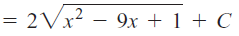 = 2√(x² − 9x + 1) + C